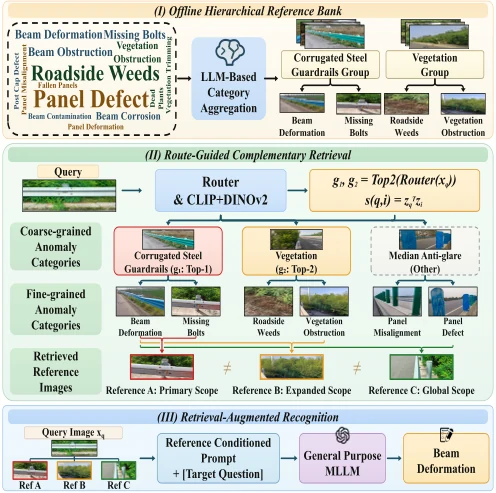 (I) Offline Hierarchical Reference Bank
Beam Deformation Missing Bolts
Beam Obstruction
Vegetation
Obstruction
Post Cap Defect
Panel Misalignment
Roadside Weeds
Fallen Panels
Panel Defect
Dead
Plants
Vegetation Trimming
Beam Contamination
Beam Corrosion
Panel Deformation
LLM-Based
Category
Aggregation
Corrugated Steel
Guardrails Group
Vegetation
Group
Beam
Deformation
Missing
Bolts
Roadside
Weeds
Vegetation
Obstruction
(II) Route-Guided Complementary Retrieval
Query
Router
& CLIP+DINOv2
g₁, g₂ = Top2(Router(x_q))
s(q,i) = z_q^T z_i
Coarse-grained
Anomaly
Categories
Corrugated Steel
Guardrails (g₁: Top-1)
Vegetation
(g₂: Top-2)
Median Anti-glare
(Other)
Fine-grained
Anomaly
Categories
Beam
Deformation
Missing
Bolts
Roadside
Weeds
Vegetation
Obstruction
Panel
Misalignment
Panel
Defect
Retrieved
Reference
Images
≠
≠
Reference A: Primary Scope
Reference B: Expanded Scope
Reference C: Global Scope
(III) Retrieval-Augmented Recognition
Query Image x_q
Ref A
Ref B
Ref C
Reference Conditioned
Prompt
+ [Target Question]
General Purpose
MLLM
Beam
Deformation